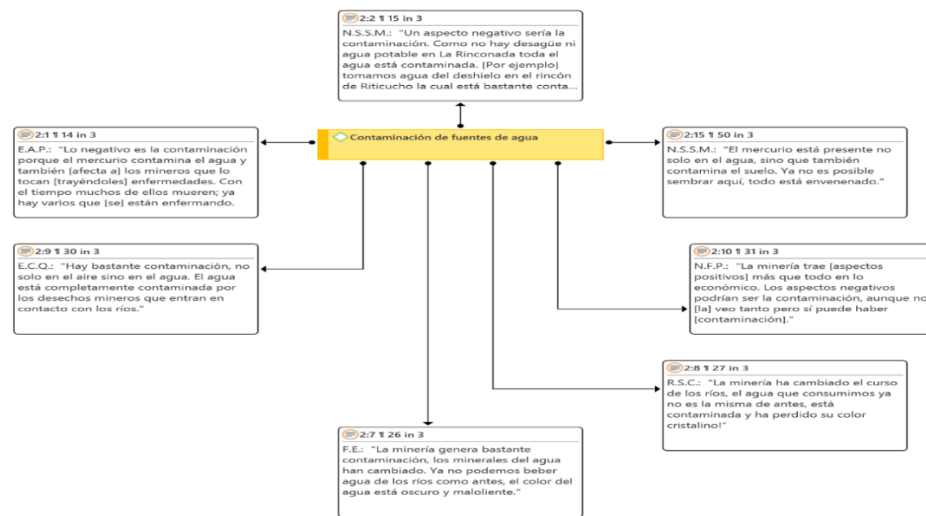 2:2 ¶ 15 in 3
N.S.S.M.: "Un aspecto negativo sería la
contaminación. Como no hay desagüe ni
agua potable en La Rinconada toda el
agua está contaminada. [Por ejemplo]
tomamos agua del deshielo en el rincón
de Riticucho la cual está bastante conta...
Contaminación de fuentes de agua
2:1 ¶ 14 in 3
E.A.P.: "Lo negativo es la contaminación
porque el mercurio contamina el agua y
también [afecta a] los mineros que lo
tocan [trayéndoles] enfermedades. Con
el tiempo muchos de ellos mueren; ya
hay varios que [se] están enfermando.
2:15 ¶ 50 in 3
N.S.S.M.: "El mercurio está presente no
solo en el agua, sino que también
contamina el suelo. Ya no es posible
sembrar aquí, todo está envenenado."
2:9 ¶ 30 in 3
E.C.Q.: "Hay bastante contaminación, no
solo en el aire sino en el agua. El agua
está completamente contaminada por
los desechos mineros que entran en
contacto con los ríos."
2:10 ¶ 31 in 3
N.F.P.: "La minería trae [aspectos
positivos] más que todo en lo
económico. Los aspectos negativos
podrían ser la contaminación, aunque no
[la] veo tanto pero sí puede haber
[contaminación]."
2:8 ¶ 27 in 3
R.S.C.: "La minería ha cambiado el curso
de los ríos, el agua que consumimos ya
no es la misma de antes, está
contaminada y ha perdido su color
cristalino!"
2:7 ¶ 26 in 3
F.E.: "La minería genera bastante
contaminación, los minerales del agua
han cambiado. Ya no podemos beber
agua de los ríos como antes, el color del
agua está oscuro y maloliente."